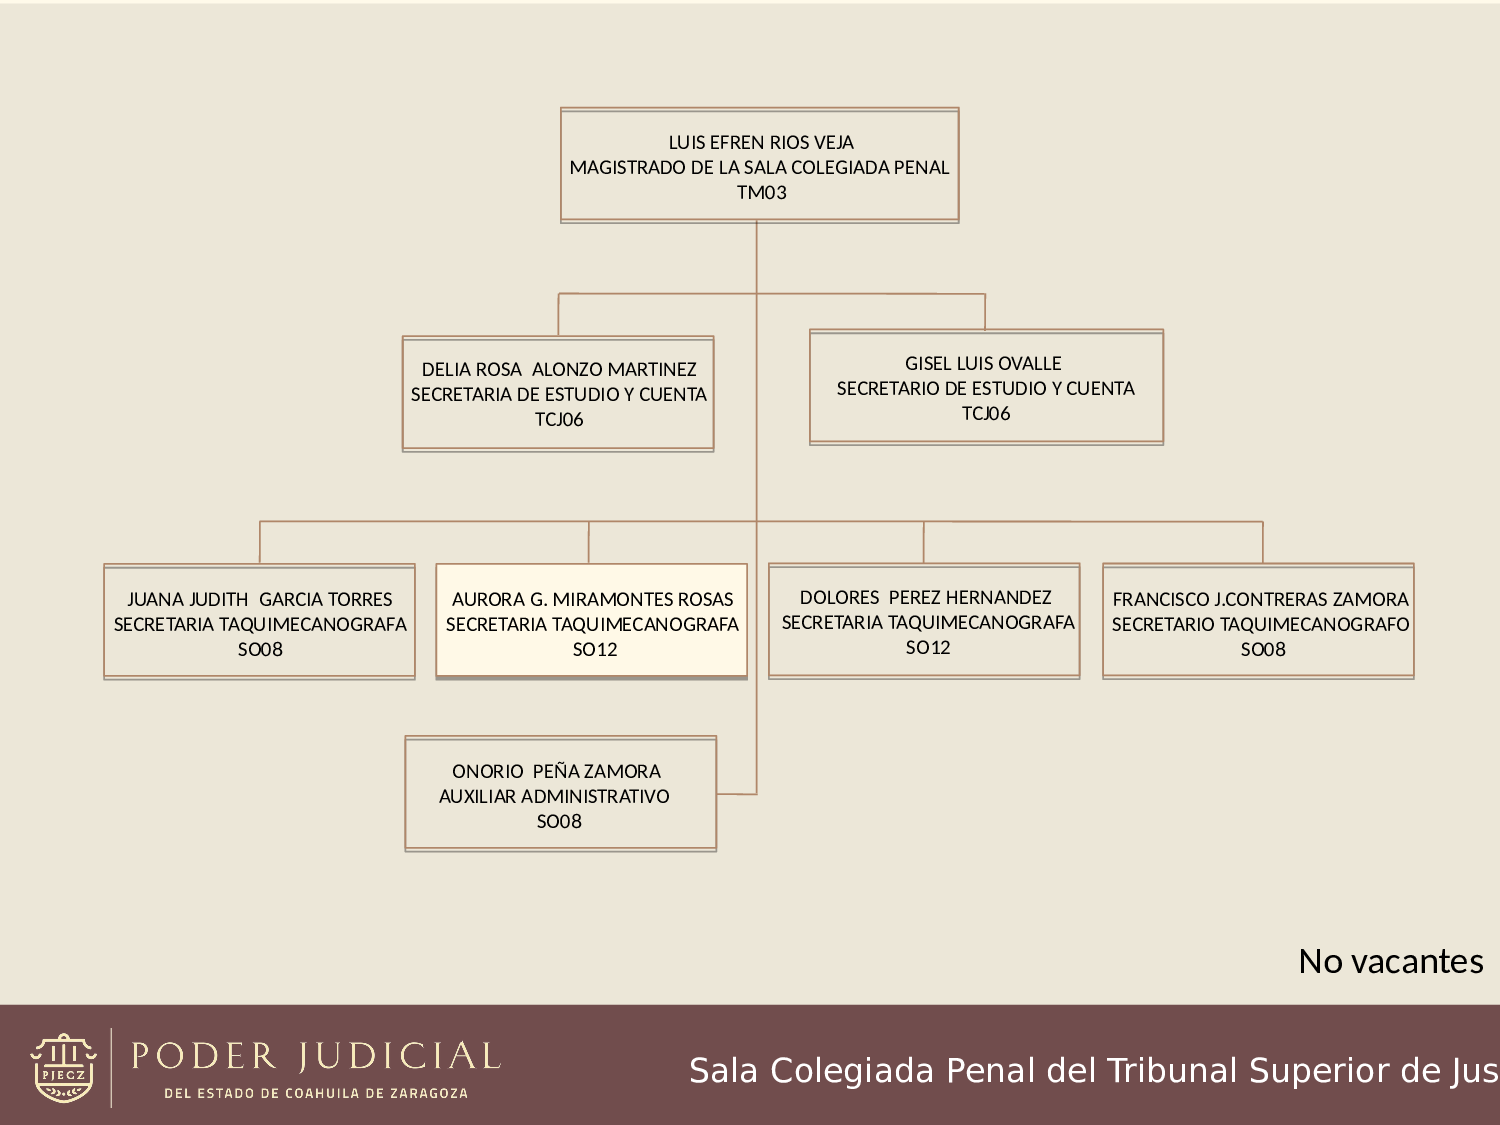 LUIS EFREN RIOS VEJA
MAGISTRADO DE LA SALA COLEGIADA PENAL
TM03
DELIA ROSA  ALONZO MARTINEZ
SECRETARIA DE ESTUDIO Y CUENTA
TCJ06
GISEL LUIS OVALLE
SECRETARIO DE ESTUDIO Y CUENTA
TCJ06
JUANA JUDITH  GARCIA TORRES
SECRETARIA TAQUIMECANOGRAFA
SO08
AURORA G. MIRAMONTES ROSAS
SECRETARIA TAQUIMECANOGRAFA
SO12
DOLORES  PEREZ HERNANDEZ
SECRETARIA TAQUIMECANOGRAFA
SO12
FRANCISCO J.CONTRERAS ZAMORA
SECRETARIO TAQUIMECANOGRAFO
SO08
ONORIO  PEÑA ZAMORA
AUXILIAR ADMINISTRATIVO
SO08
No vacantes
PJECZ
PODER JUDICIAL
DEL ESTADO DE COAHUILA DE ZARAGOZA
Sala Colegiada Penal del Tribunal Superior de Jus